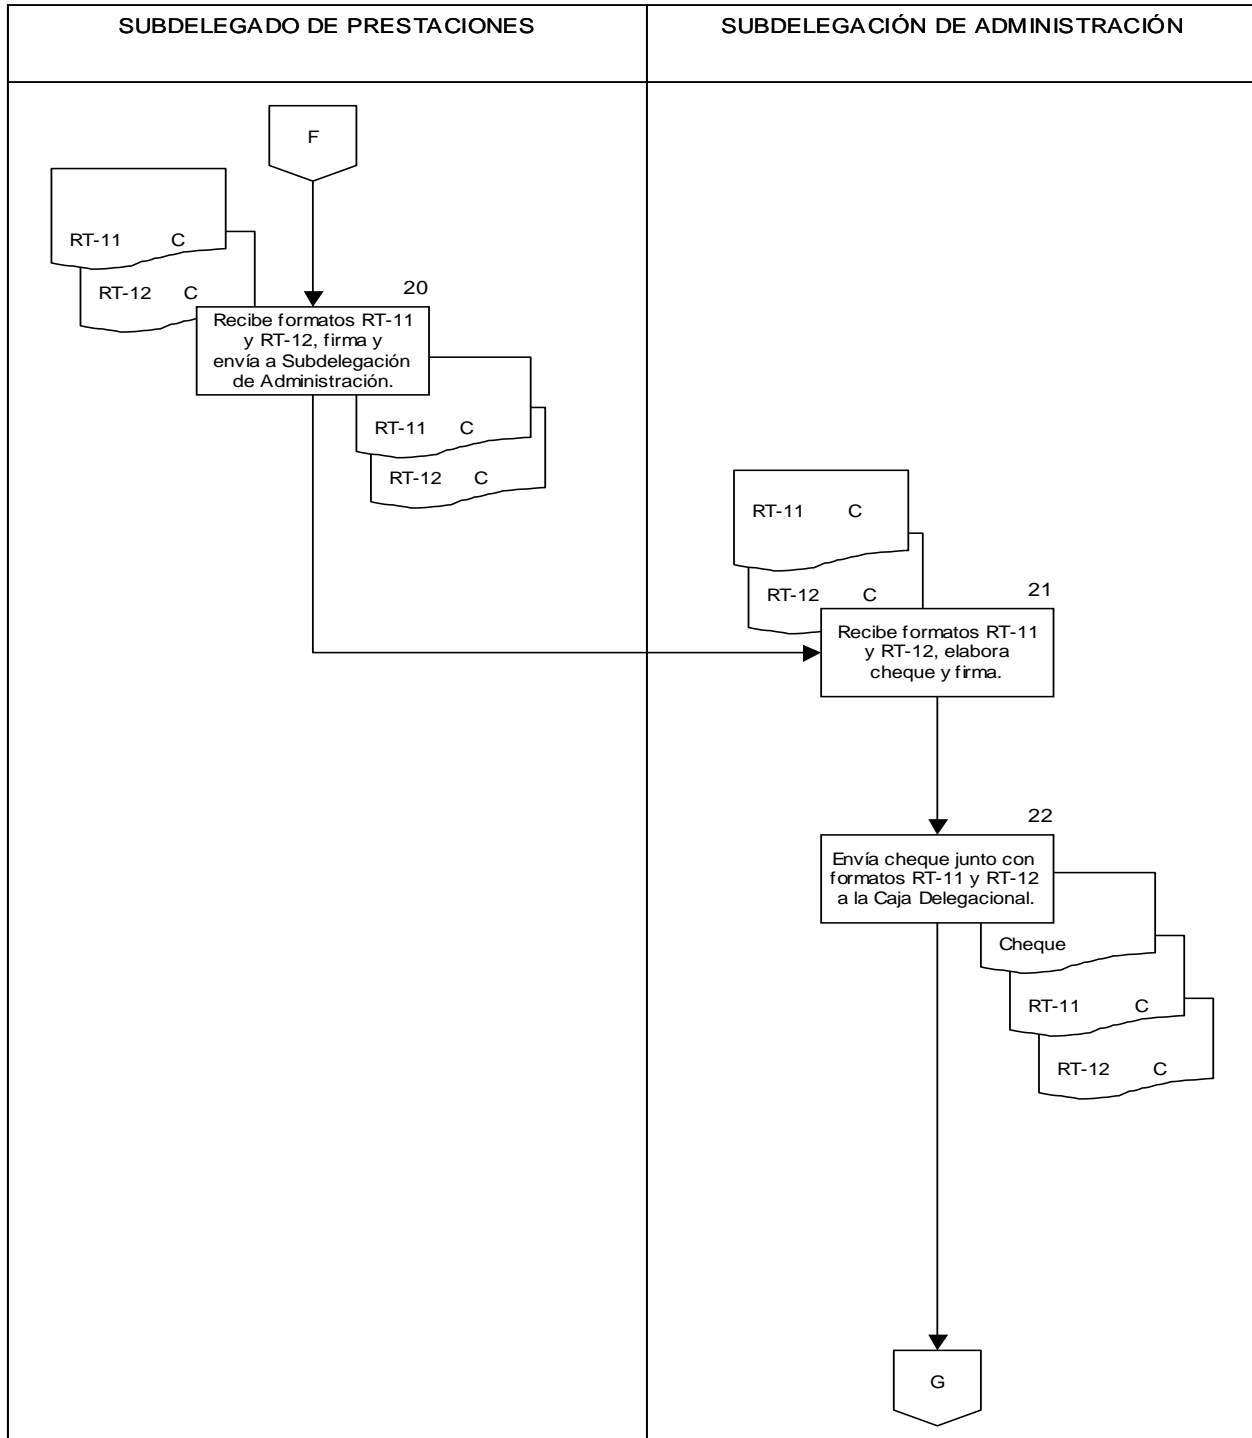 SUBDELEGADO DE PRESTACIONES
SUBDELEGACIÓN DE ADMINISTRACIÓN
F
RT-11 C
RT-12 C
20
Recibe formatos RT-11
y RT-12, firma y
envía a Subdelegación
de Administración.
RT-11 C
RT-12 C
RT-11 C
RT-12 C
21
Recibe formatos RT-11
y RT-12, elabora
cheque y firma.
22
Envía cheque junto con
formatos RT-11 y RT-12
a la Caja Delegacional.
Cheque
RT-11 C
RT-12 C
G